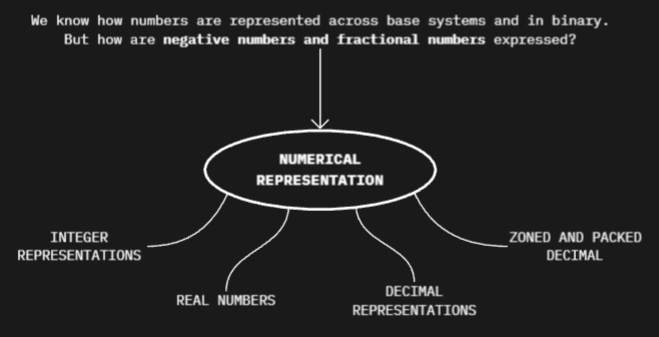 We know how numbers are represented across base systems and in binary.
But how are negative numbers and fractional numbers expressed?
NUMERICAL
REPRESENTATION
INTEGER
REPRESENTATIONS
REAL NUMBERS
DECIMAL
REPRESENTATIONS
ZONED AND PACKED
DECIMAL